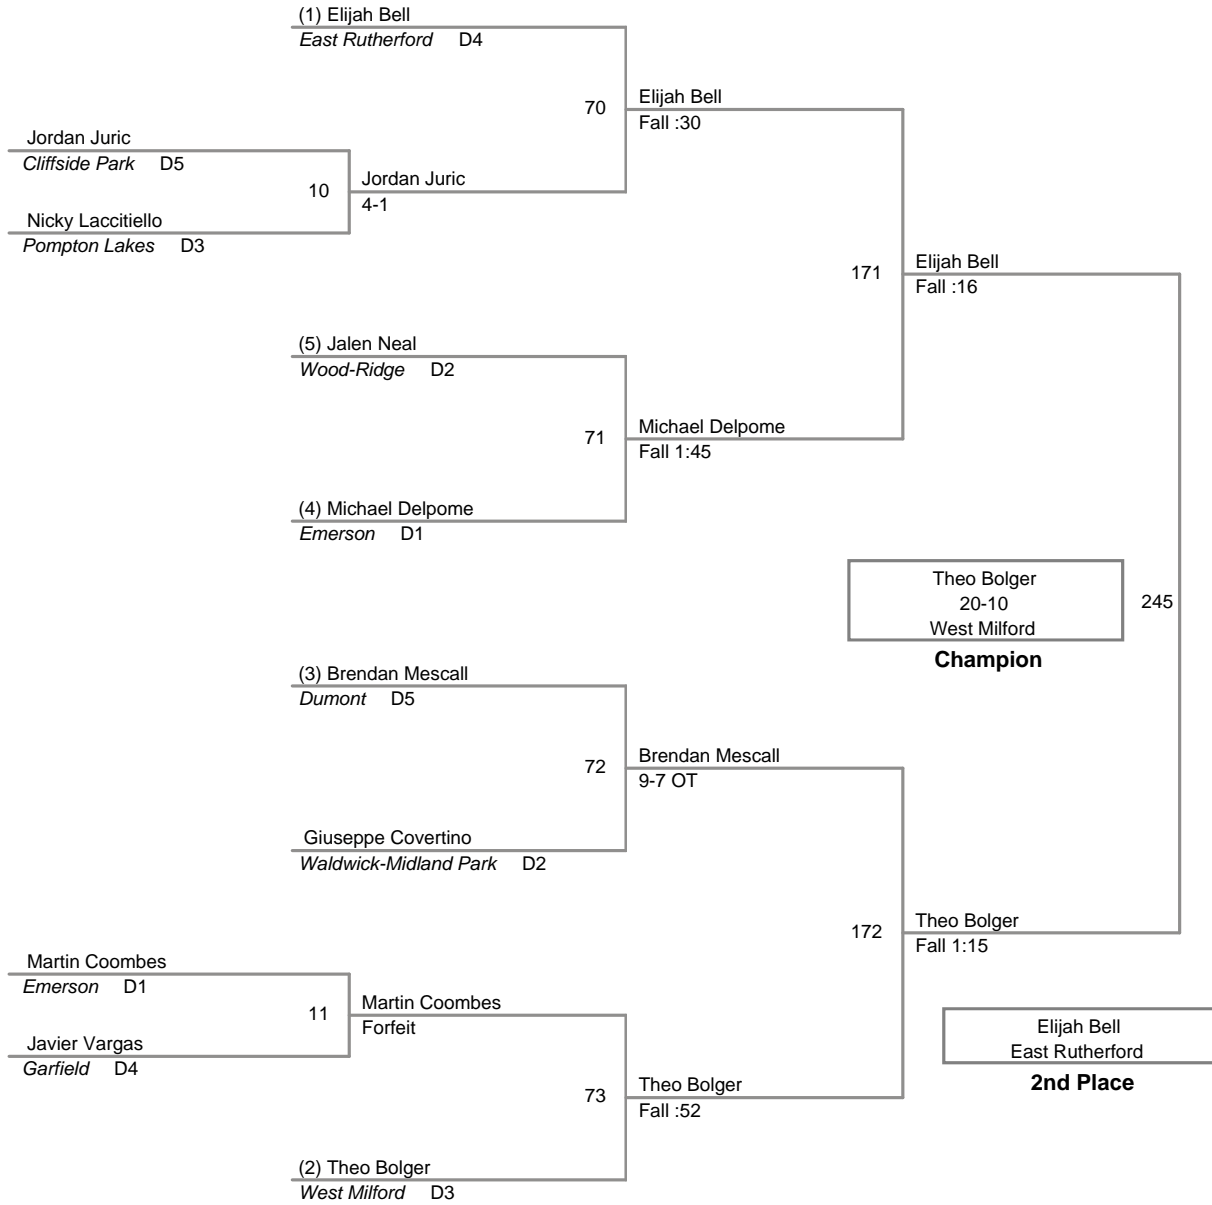 (1) Elijah Bell
East Rutherford D4
70
Elijah Bell
Fall :30
Jordan Juric
Cliffside Park D5
10
Jordan Juric
4-1
Nicky Laccitiello
Pompton Lakes D3
171
Elijah Bell
Fall :16
(5) Jalen Neal
Wood-Ridge D2
71
Michael Delpome
Fall 1:45
(4) Michael Delpome
Emerson D1
Theo Bolger
20-10
West Milford
Champion
245
(3) Brendan Mescall
Dumont D5
72
Brendan Mescall
9-7 OT
Giuseppe Covertino
Waldwick-Midland Park D2
172
Theo Bolger
Fall 1:15
Martin Coombes
Emerson D1
11
Martin Coombes
Forfeit
Javier Vargas
Garfield D4
Elijah Bell
East Rutherford
2nd Place
73
Theo Bolger
Fall :52
(2) Theo Bolger
West Milford D3